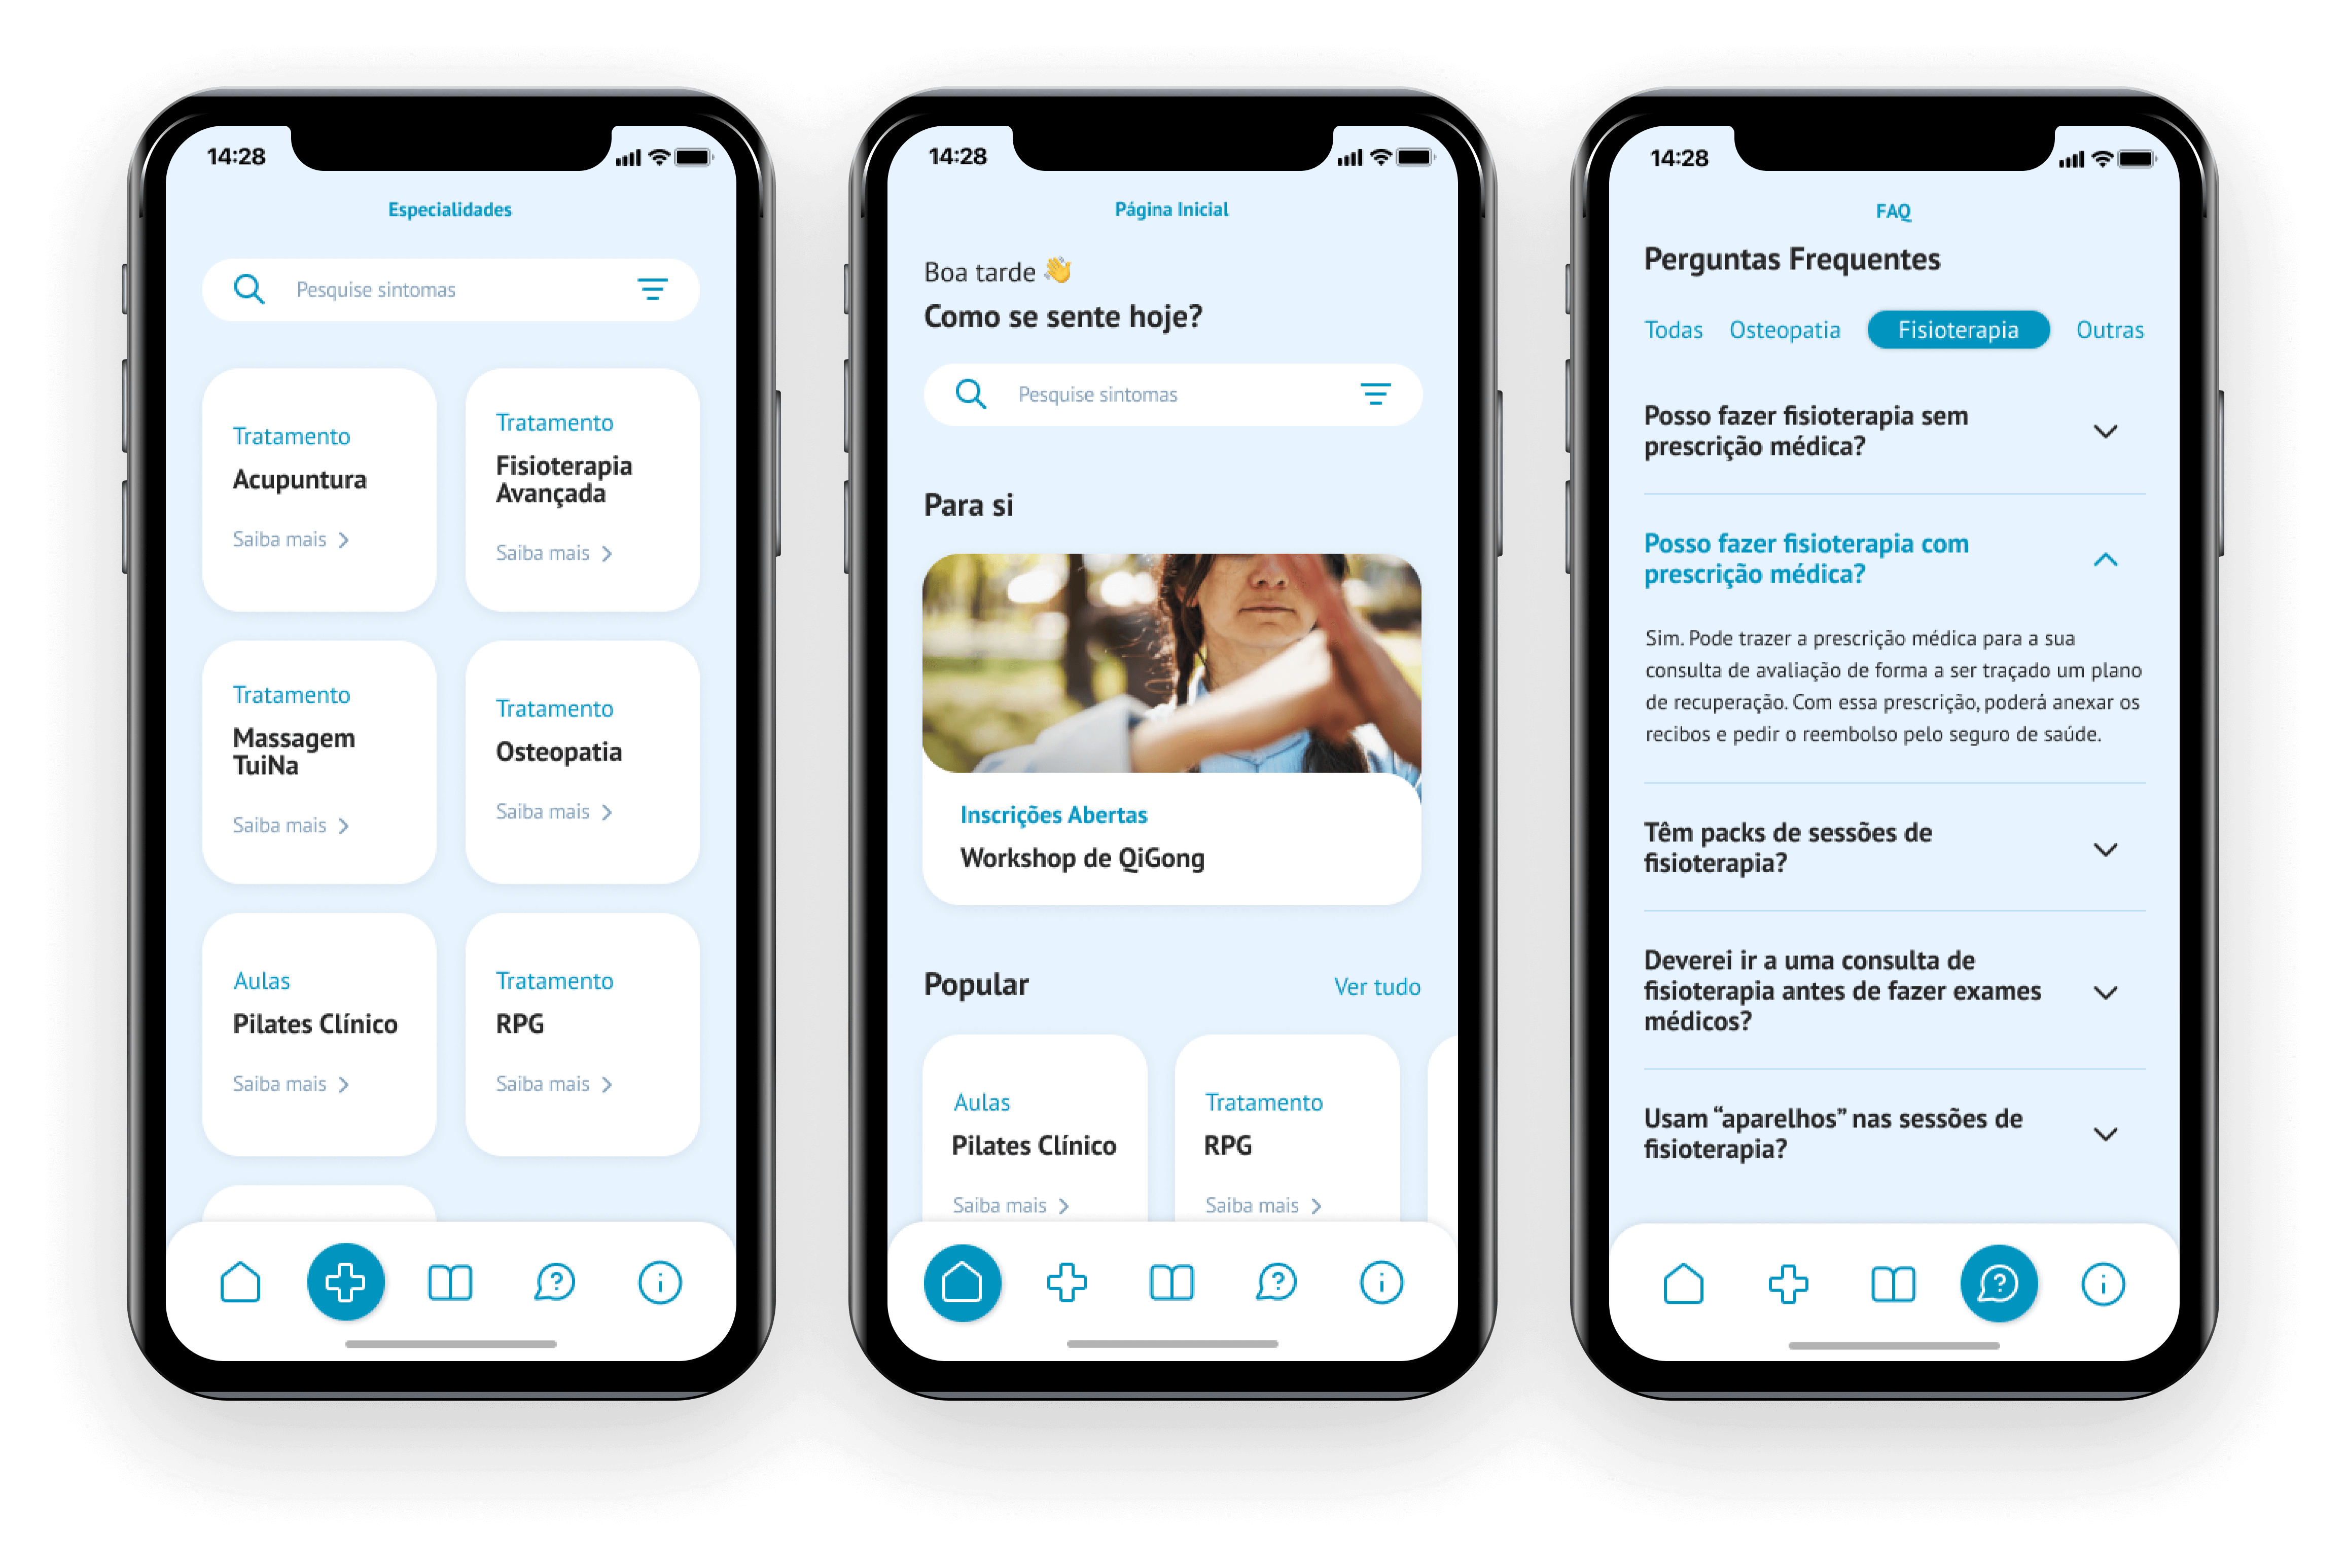 14:28
Especialidades
Pesquise sintomas
Tratamento
Acupuntura
Saiba mais
Tratamento
Fisioterapia
Avançada
Saiba mais
Tratamento
Massagem
TuiNa
Saiba mais
Tratamento
Osteopatia
Saiba mais
Aulas
Pilates Clínico
Saiba mais
Tratamento
RPG
Saiba mais
14:28
Página Inicial
Boa tarde 👋
Como se sente hoje?
Pesquise sintomas
Para si
Inscrições Abertas
Workshop de QiGong
Popular
Ver tudo
Aulas
Pilates Clínico
Saiba mais
Tratamento
RPG
Saiba mais
14:28
FAQ
Perguntas Frequentes
Todas Osteopatia Fisioterapia Outras
Posso fazer fisioterapia sem
prescrição médica?
Posso fazer fisioterapia com
prescrição médica?
Sim. Pode trazer a prescrição médica para a sua
consulta de avaliação de forma a ser traçado um plano
de recuperação. Com essa prescrição, poderá anexar os
recibos e pedir o reembolso pelo seguro de saúde.
Têm packs de sessões de
fisioterapia?
Deverei ir a uma consulta de
fisioterapia antes de fazer exames
médicos?
Usam “aparelhos” nas sessões de
fisioterapia?